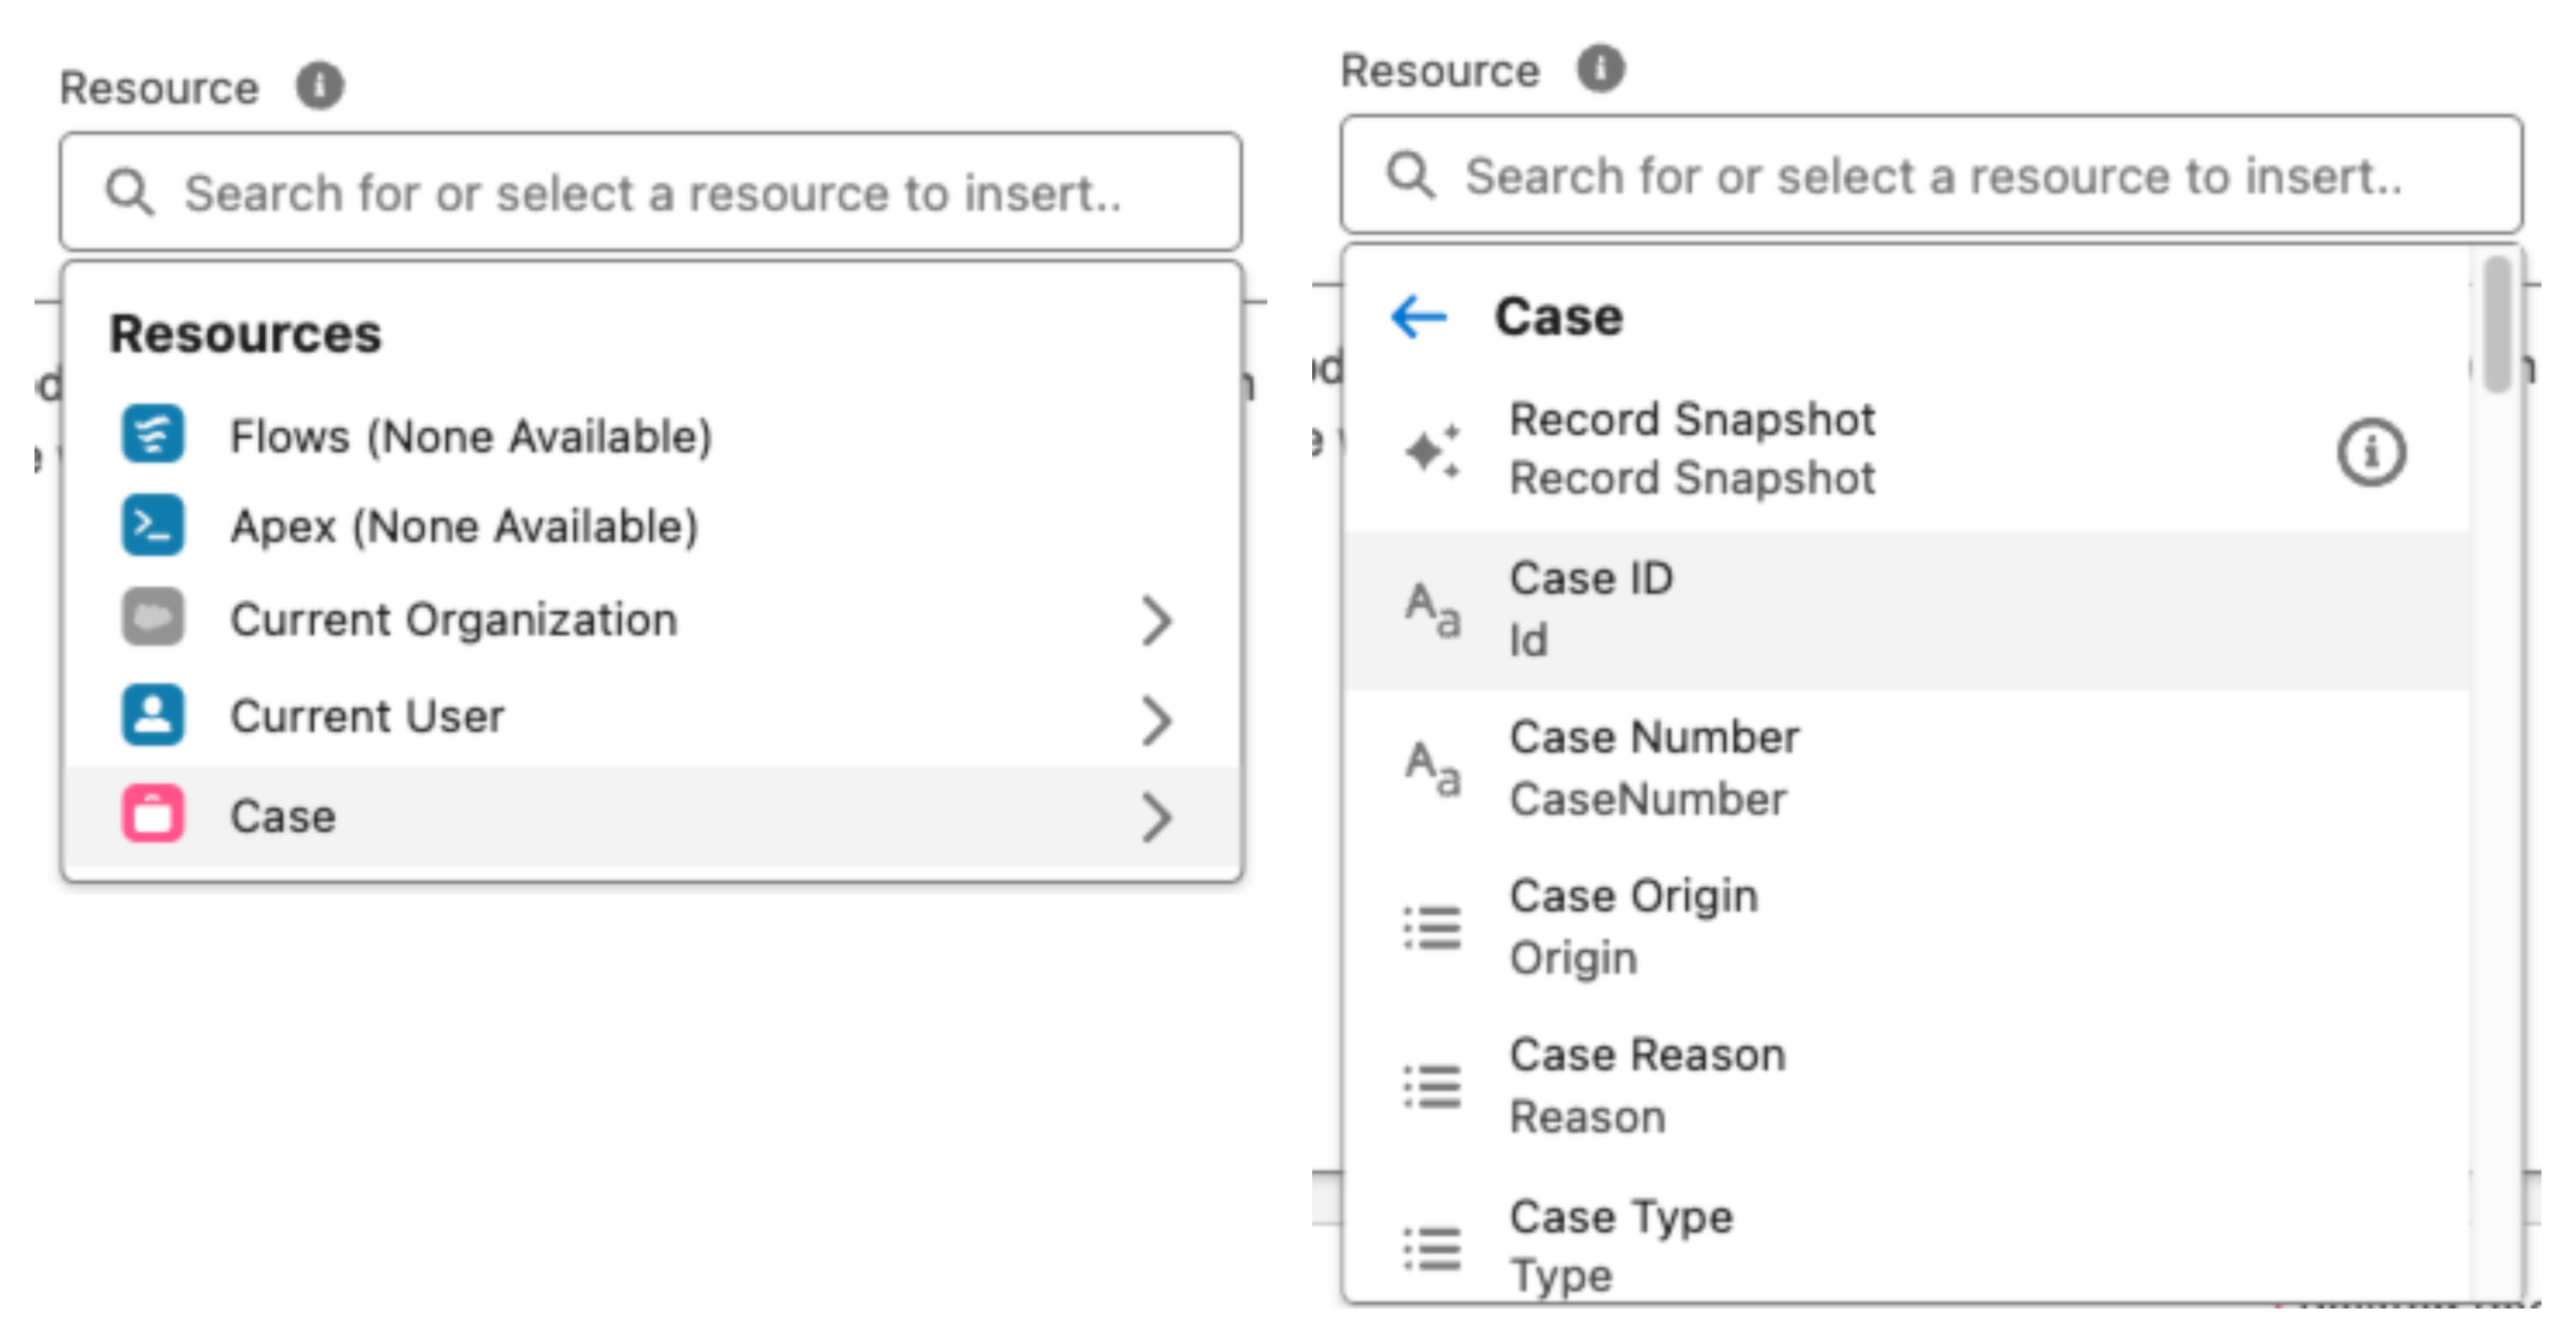 Resource
Search for or select a resource to insert..
Resources
Flows (None Available)
Apex (None Available)
Current Organization
Current User
Case
Resource
Search for or select a resource to insert..
Case
Record Snapshot
Record Snapshot
Case ID
Id
Case Number
CaseNumber
Case Origin
Origin
Case Reason
Reason
Case Type
Type